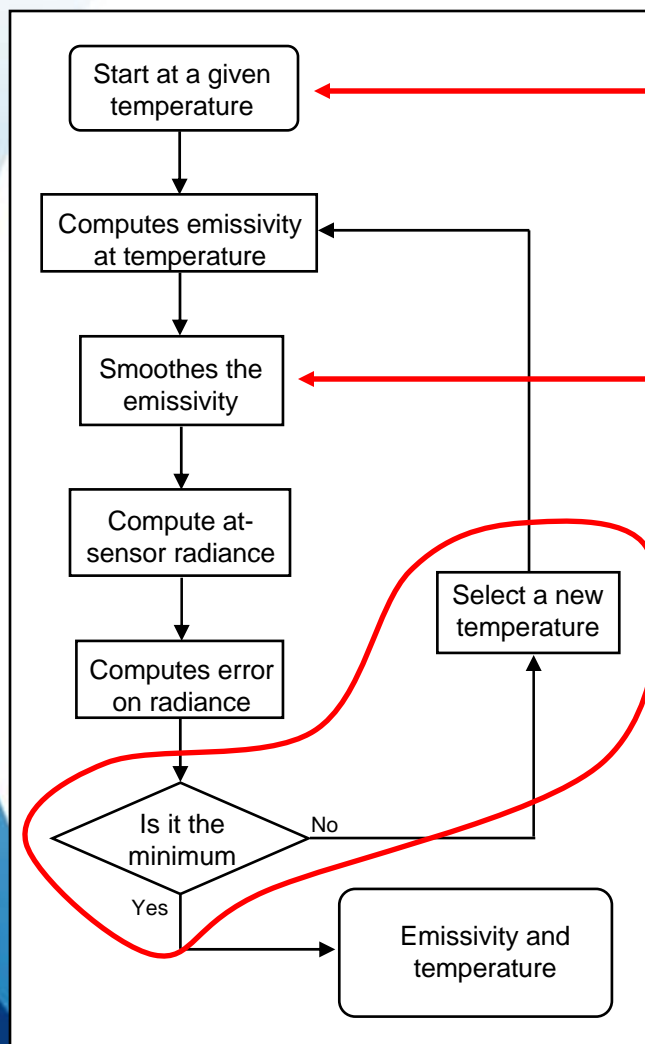 Start at a given
temperature
Computes emissivity
at temperature
Smoothes the
emissivity
Compute at-
sensor radiance
Select a new
temperature
Computes error
on radiance
Is it the
minimum
No
Yes
Emissivity and
temperature